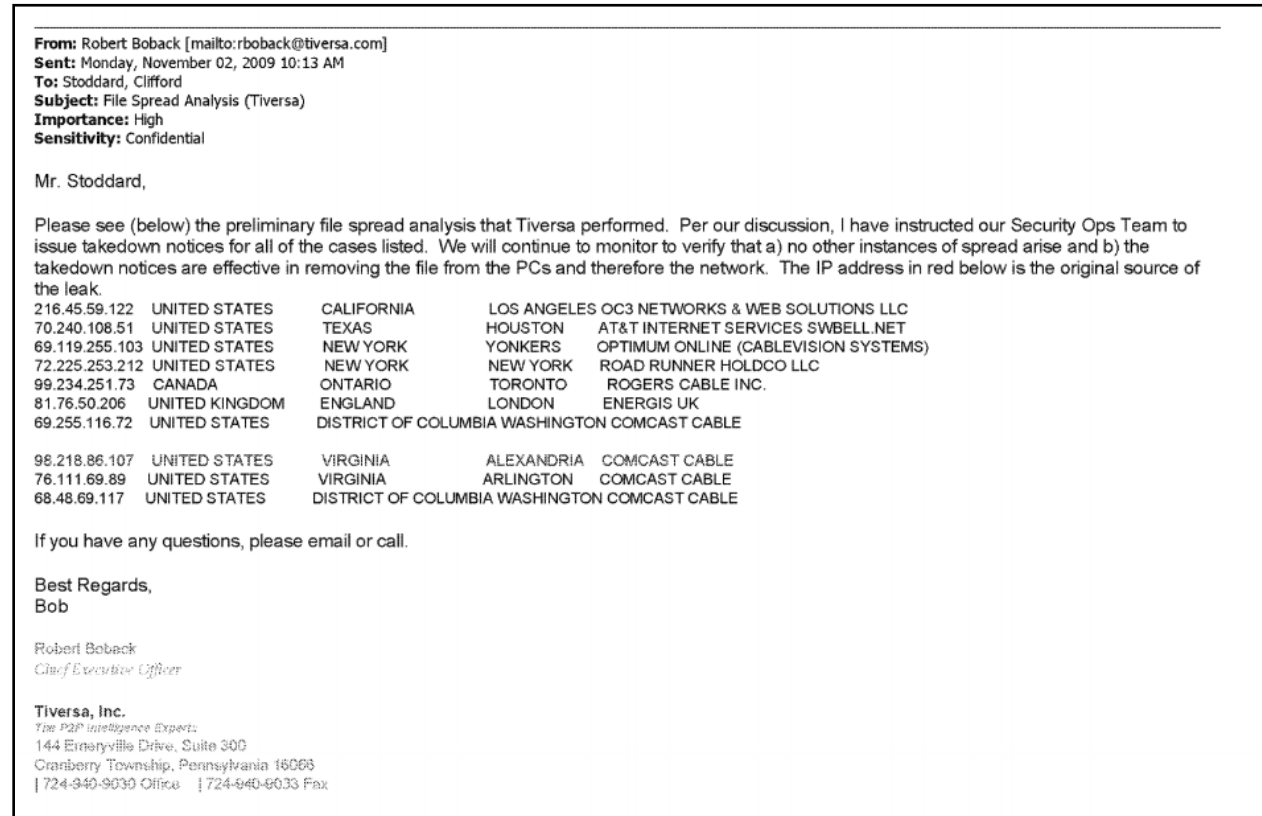 From: Robert Boback [mailto:rboback@tiversa.com]
Sent: Monday, November 02, 2009 10:13 AM
To: Stoddard, Clifford
Subject: File Spread Analysis (Tiversa)
Importance: High
Sensitivity: Confidential
Mr. Stoddard,
Please see (below) the preliminary file spread analysis that Tiversa performed. Per our discussion, I have instructed our Security Ops Team to
issue takedown notices for all of the cases listed. We will continue to monitor to verify that a) no other instances of spread arise and b) the
takedown notices are effective in removing the file from the PCs and therefore the network. The IP address in red below is the original source of
the leak.
216.45.59.122 UNITED STATES CALIFORNIA LOS ANGELES OC3 NETWORKS & WEB SOLUTIONS LLC
70.240.108.51 UNITED STATES TEXAS HOUSTON AT&T INTERNET SERVICES SWBELL.NET
69.119.255.103 UNITED STATES NEW YORK YONKERS OPTIMUM ONLINE (CABLEVISION SYSTEMS)
72.225.253.212 UNITED STATES NEW YORK NEW YORK ROAD RUNNER HOLDCO LLC
99.234.251.73 CANADA ONTARIO TORONTO ROGERS CABLE INC.
81.76.50.206 UNITED KINGDOM ENGLAND LONDON ENERGIS UK
69.255.116.72 UNITED STATES DISTRICT OF COLUMBIA WASHINGTON COMCAST CABLE
98.218.86.107 UNITED STATES VIRGINIA ALEXANDRIA COMCAST CABLE
76.111.69.89 UNITED STATES VIRGINIA ARLINGTON COMCAST CABLE
68.48.69.117 UNITED STATES DISTRICT OF COLUMBIA WASHINGTON COMCAST CABLE
If you have any questions, please email or call.
Best Regards,
Bob
Robert Boback
Chief Executive Officer
Tiversa, Inc.
The P2P Intelligence Experts
144 Emeryville Drive, Suite 300
Cranberry Township, Pennsylvania 16066
| 724-940-9030 Office | 724-940-9033 Fax